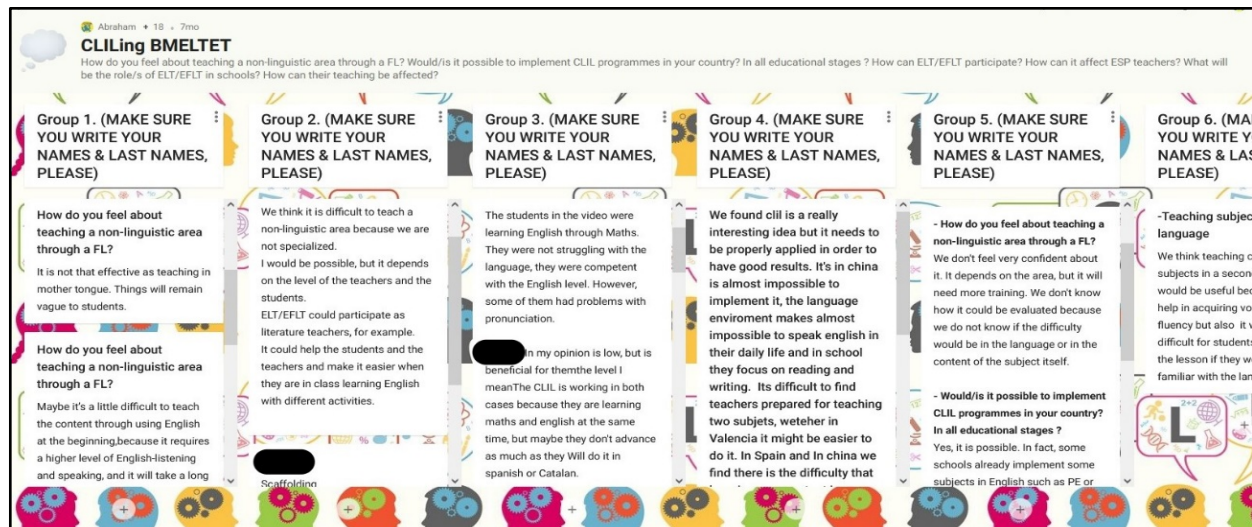 Abraham + 18 • 7mo
CLILing BMELTET
How do you feel about teaching a non-linguistic area through a FL? Would/is it possible to implement CLIL programmes in your country? In all educational stages ? How can ELT/EFLT participate? How can it affect ESP teachers? What will
be the role/s of ELT/EFLT in schools? How can their teaching be affected?
Group 1. (MAKE SURE
YOU WRITE YOUR
NAMES & LAST NAMES,
PLEASE)
How do you feel about
teaching a non-linguistic area
through a FL?
It is not that effective as teaching in
mother tongue. Things will remain
vague to students.
How do you feel about
teaching a non-linguistic area
through a FL?
Maybe it's a little difficult to teach
the content through using English
at the beginning,because it requires
a higher level of English-listening
and speaking, and it will take a long
Group 2. (MAKE SURE
YOU WRITE YOUR
NAMES & LAST NAMES,
PLEASE)
We think it is difficult to teach a
non-linguistic area because we are
not specialized.
I would be possible, but it depends
on the level of the teachers and the
students.
ELT/EFLT could participate as
literature teachers, for example.
It could help the students and the
teachers and make it easier when
they are in class learning English
with different activities.
Scaffolding
Group 3. (MAKE SURE
YOU WRITE YOUR
NAMES & LAST NAMES,
PLEASE)
The students in the video were
learning English through Maths.
They were not struggling with the
language, they were competent
with the English level. However,
some of them had problems with
pronunciation.
In my opinion is low, but is
beneficial for themthe level I
meanThe CLIL is working in both
cases because they are learning
maths and english at the same
time, but maybe they don't advance
as much as they Will do it in
spanish or Catalan.
Group 4. (MAKE SURE
YOU WRITE YOUR
NAMES & LAST NAMES,
PLEASE)
We found clil is a really
interesting idea but it needs to
be properly applied in order to
have good results. It's in china
is almost impossible to
implement it, the language
enviroment makes almost
impossible to speak english in
their daily life and in school
they focus on reading and
writing. Its difficult to find
teachers prepared for teaching
two subjets, weteher in
Valencia it might be easier to
do it. In Spain and In china we
find there is the difficulty that
Group 5. (MAKE SURE
YOU WRITE YOUR
NAMES & LAST NAMES,
PLEASE)
- How do you feel about teaching a
non-linguistic area through a FL?
We don't feel very confident about
it. It depends on the area, but it will
need more training. We don't know
how it could be evaluated because
we do not know if the difficulty
would be in the language or in the
content of the subject itself.
- Would/is it possible to implement
CLIL programmes in your country?
In all educational stages ?
Yes, it is possible. In fact, some
schools already implement some
subjects in English such as PE or
Group 6. (MA
YOU WRITE
NAMES & LAS
PLEASE)
-Teaching subjec
language
We think teaching c
subjects in a secon
would be useful bec
help in acquiring vo
fluency but also it w
difficult for students
the lesson if they we
familiar with the lan
L
2+2